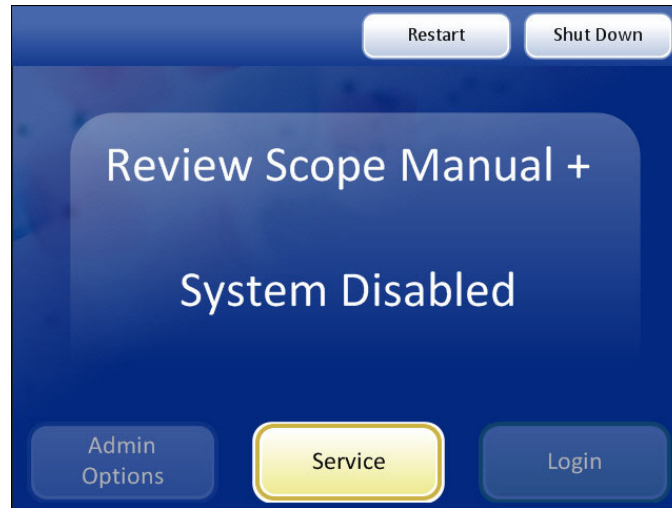 Restart
Shut Down
Review Scope Manual +
System Disabled
Admin
Options
Service
Login